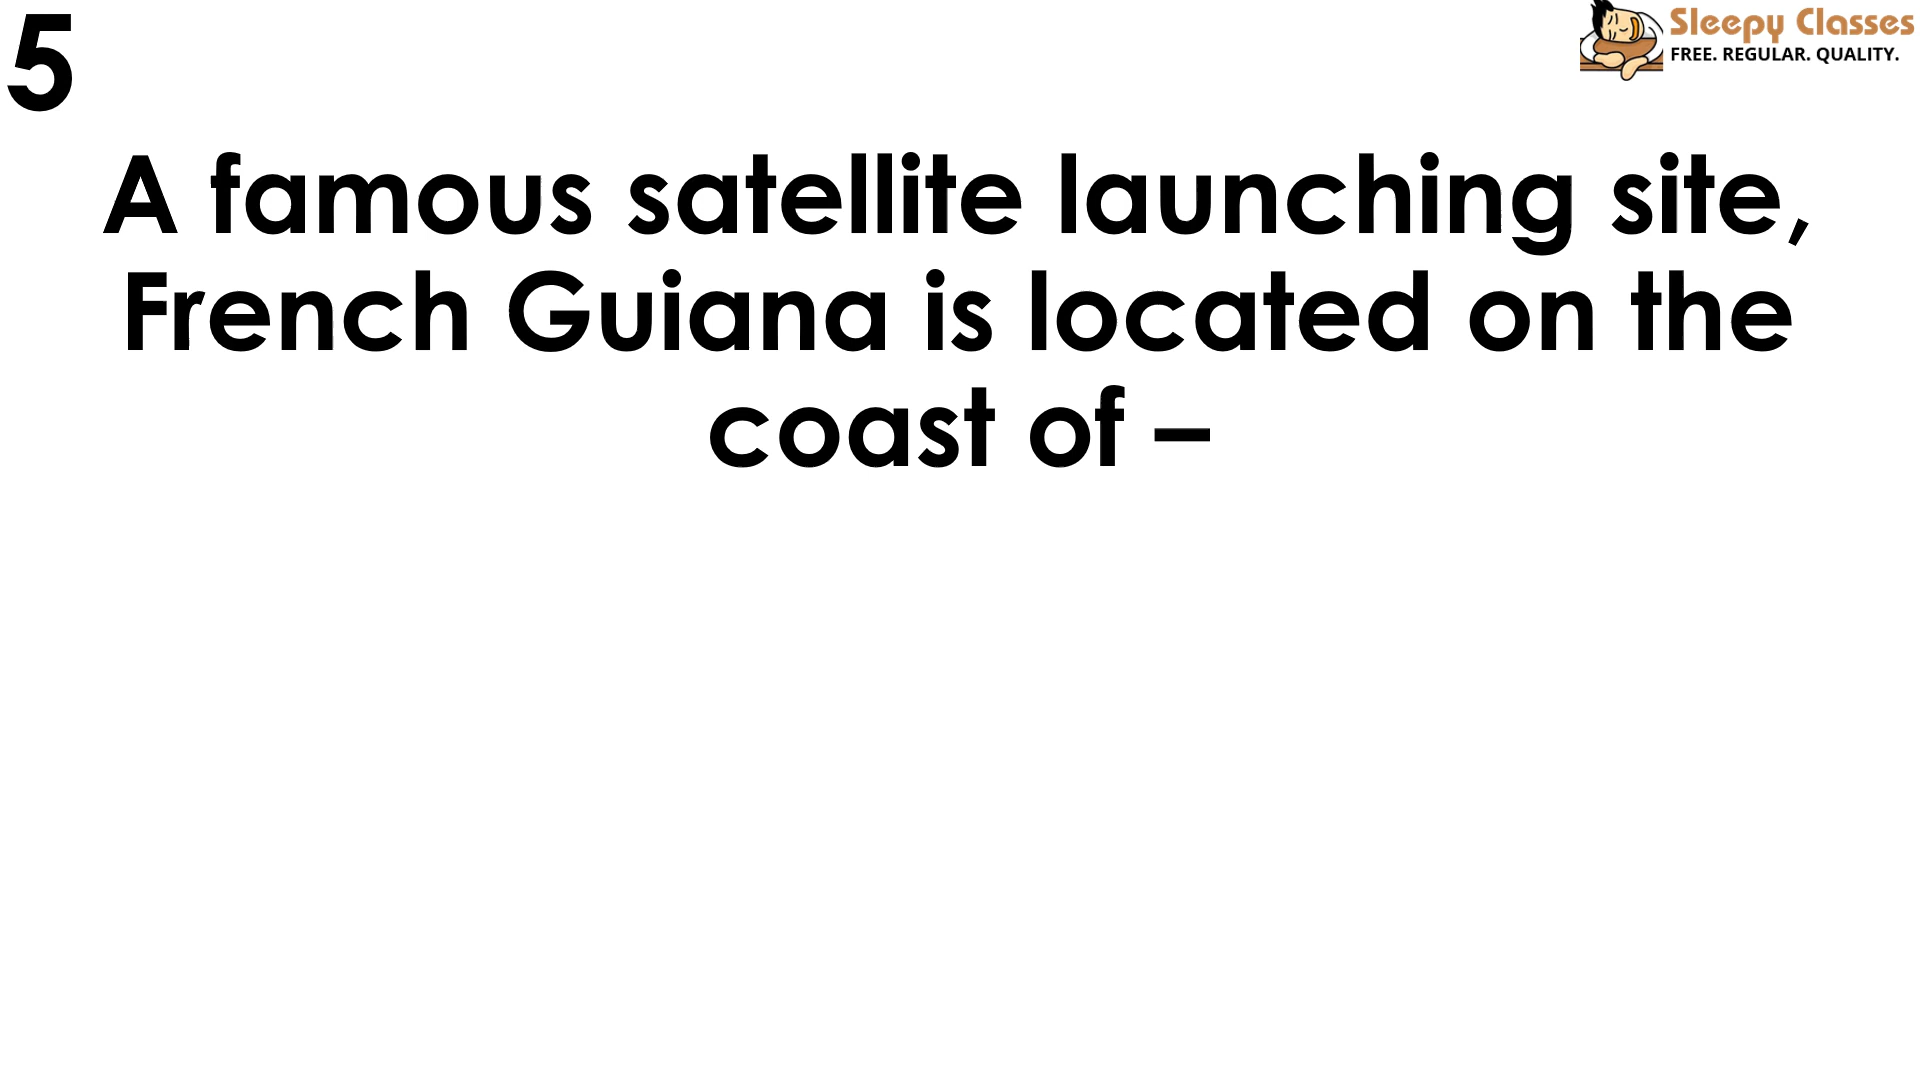 5
Sleepy Classes
FREE. REGULAR. QUALITY.
A famous satellite launching site,
French Guiana is located on the
coast of –